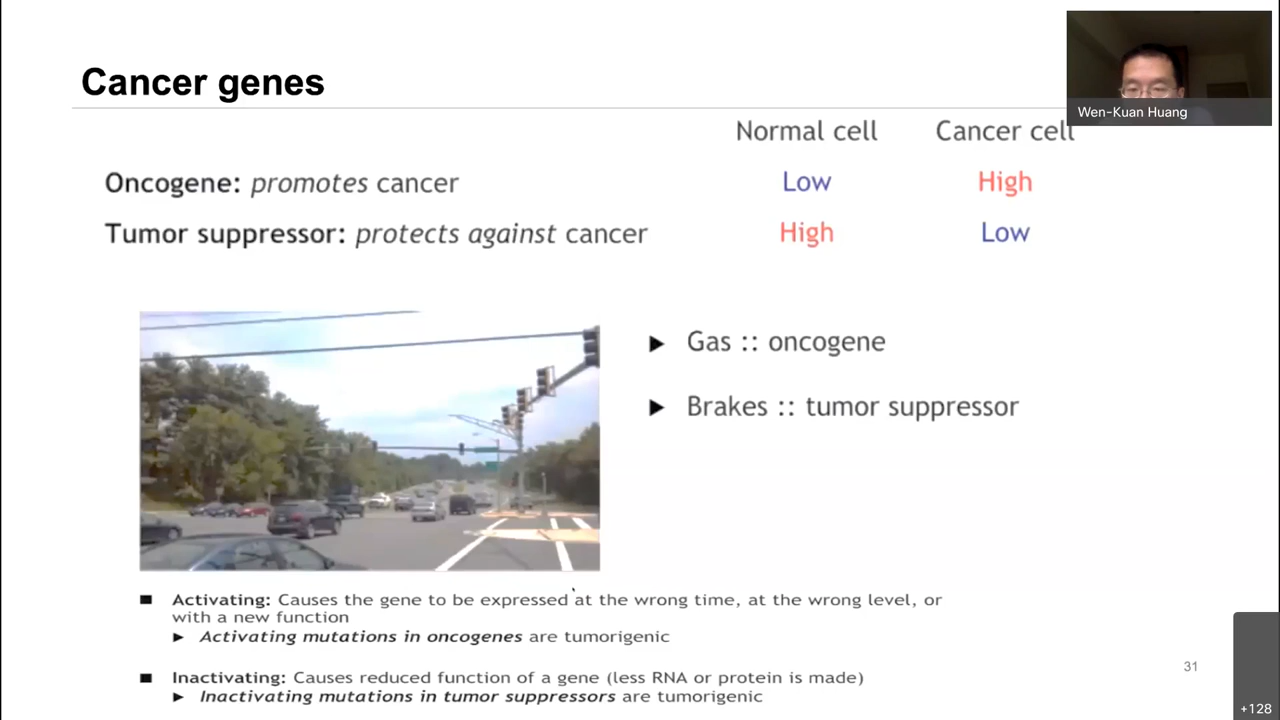 Cancer genes
Wen-Kuan Huang
Normal cell Cancer cell
Oncogene: promotes cancer Low High
Tumor suppressor: protects against cancer High Low
▶ Gas :: oncogene
▶ Brakes :: tumor suppressor
■ Activating: Causes the gene to be expressed at the wrong time, at the wrong level, or
with a new function
▶ Activating mutations in oncogenes are tumorigenic
■ Inactivating: Causes reduced function of a gene (less RNA or protein is made)
▶ Inactivating mutations in tumor suppressors are tumorigenic
31
+128